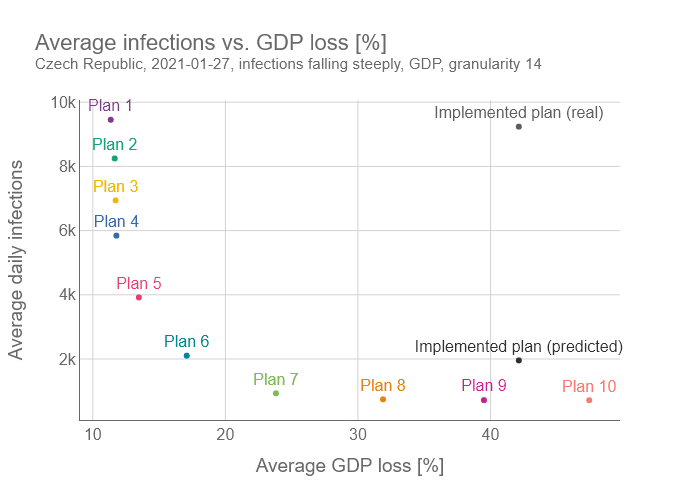 Average infections vs. GDP loss [%]
Czech Republic, 2021-01-27, infections falling steeply, GDP, granularity 14
10k
Plan 1
Implemented plan (real)
Plan 2
8k
Plan 3
Plan 4
6k
Average daily infections
Plan 5
4k
Plan 6
Implemented plan (predicted)
2k
Plan 7
Plan 8
Plan 9
Plan 10
10 20 30 40
Average GDP loss [%]